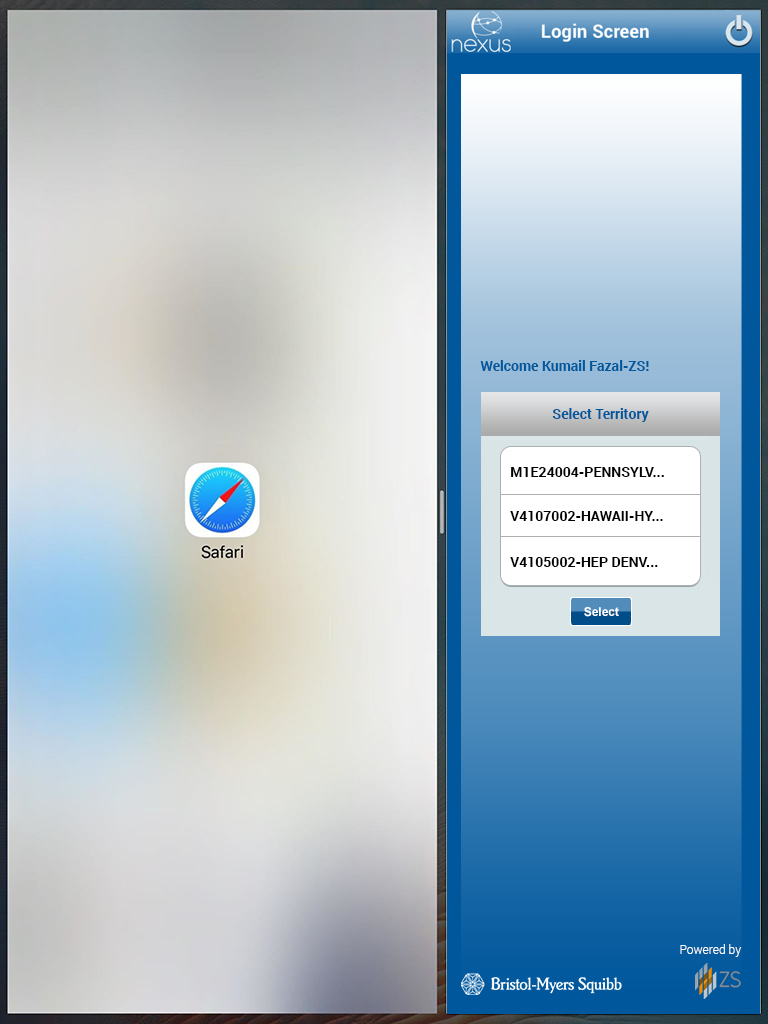 Safari
nexus
Login Screen
Welcome Kumail Fazal-ZS!
Select Territory
M1E24004-PENNSYLV...
V4107002-HAWAII-HY...
V4105002-HEP DENV...
Select
Powered by
Bristol-Myers Squibb
ZS